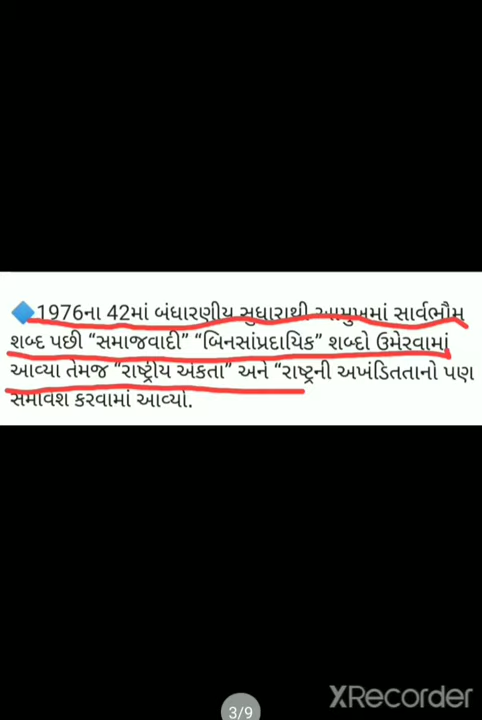 🔷1976ના 42માં બંધારણીય સુધારાથી આમુખમાં સાર્વભૌમ
શબ્દ પછી “સમાજવાદી” “બિનસાંપ્રદાયિક” શબ્દો ઉમેરવામાં
આવ્યા તેમજ “રાષ્ટ્રીય અેકતા” અને “રાષ્ટ્રની અખંડિતતાનો પણ
સમાવેશ કરવામાં આવ્યો.
3/9
XRecorder